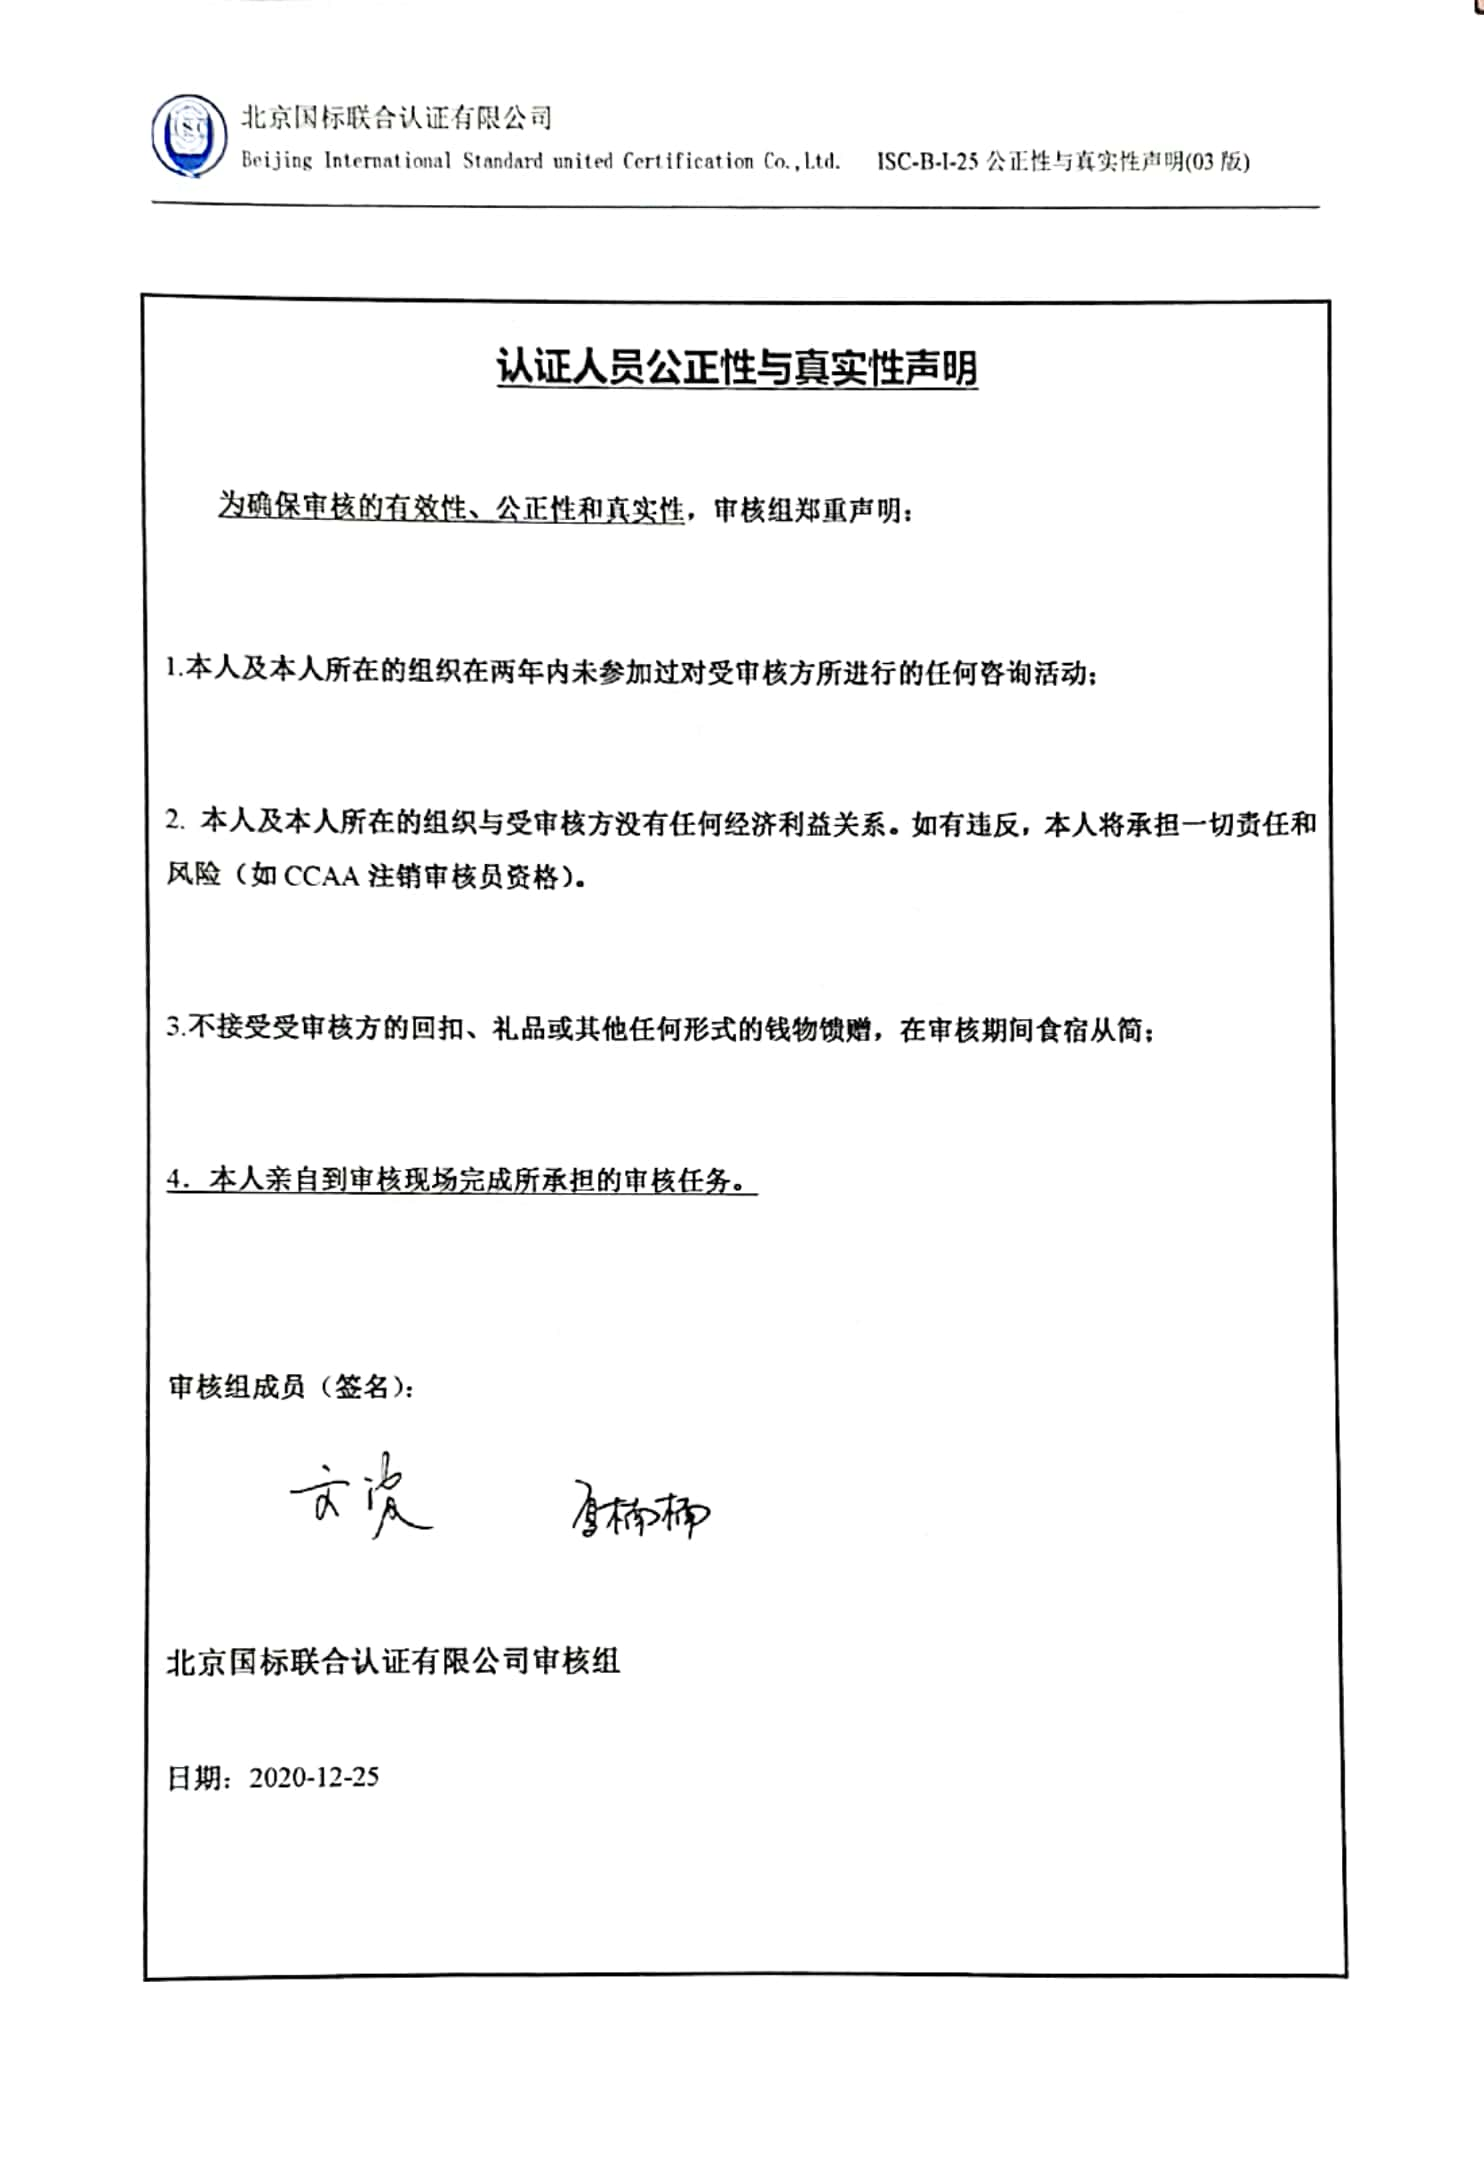 北京国标联合认证有限公司
Beijing International Standard united Certification Co.,Ltd. ISC-B-I-25 公正性与真实性声明(03 版)
认证人员公正性与真实性声明
为确保审核的有效性、公正性和真实性，审核组郑重声明：
1.本人及本人所在的组织在两年内未参加过对受审核方所进行的任何咨询活动；
2. 本人及本人所在的组织与受审核方没有任何经济利益关系。如有违反，本人将承担一切责任和
风险（如 CCAA 注销审核员资格）。
3.不接受受审核方的回扣、礼品或其他任何形式的钱物馈赠，在审核期间食宿从简；
4. 本人亲自到审核现场完成所承担的审核任务。
审核组成员（签名）：
文波
北京国标联合认证有限公司审核组
日期：2020-12-25